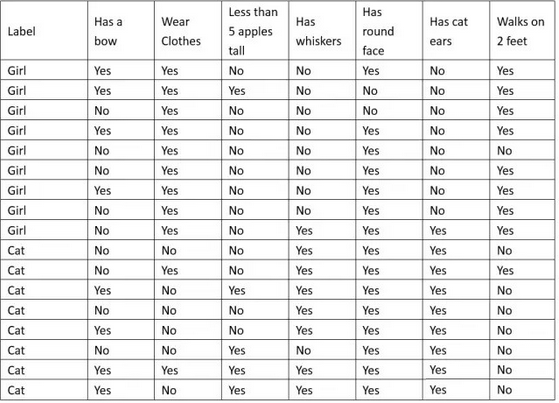 Label | Has a bow | Wear Clothes | Less than 5 apples tall | Has whiskers | Has round face | Has cat ears | Walks on 2 feet
Girl | Yes | Yes | No | No | Yes | No | Yes
Girl | Yes | Yes | Yes | No | No | No | Yes
Girl | No | Yes | No | No | No | No | Yes
Girl | Yes | Yes | No | No | Yes | No | Yes
Girl | No | Yes | No | No | Yes | No | No
Girl | No | Yes | No | No | Yes | No | Yes
Girl | Yes | Yes | No | No | Yes | No | Yes
Girl | No | Yes | No | No | Yes | No | Yes
Girl | No | Yes | No | Yes | Yes | Yes | Yes
Cat | No | No | No | Yes | Yes | Yes | No
Cat | No | Yes | No | Yes | Yes | Yes | Yes
Cat | Yes | No | Yes | Yes | Yes | Yes | No
Cat | No | No | No | Yes | Yes | Yes | No
Cat | Yes | No | No | Yes | Yes | Yes | No
Cat | No | No | Yes | No | Yes | Yes | No
Cat | Yes | Yes | Yes | Yes | Yes | Yes | No
Cat | Yes | No | Yes | Yes | Yes | Yes | No